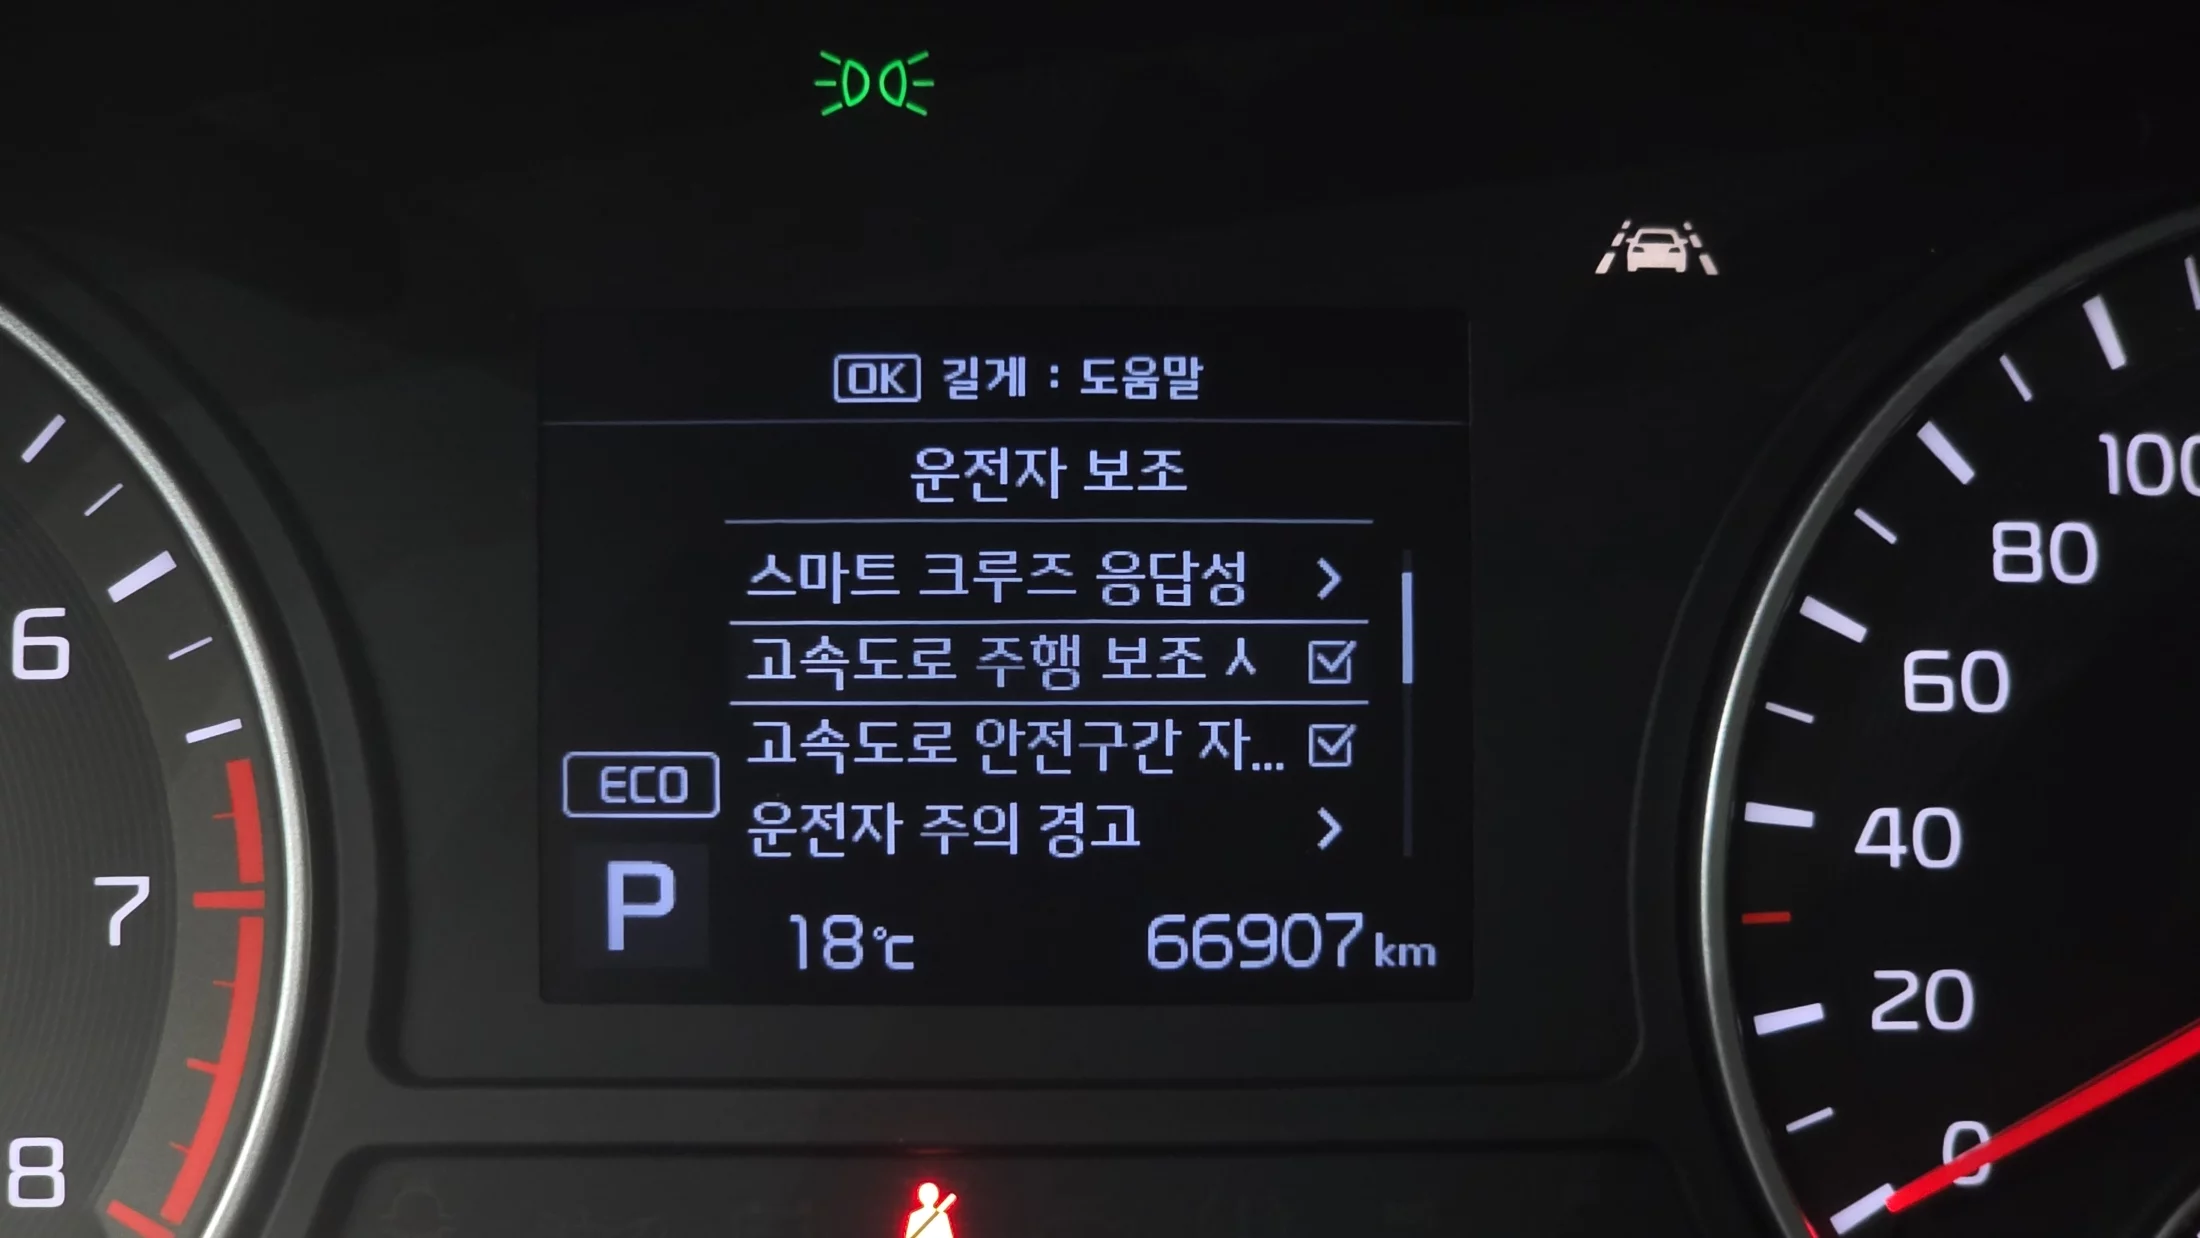 OK 길게 : 도움말
운전자 보조
스마트 크루즈 응답성
고속도로 주행 보조 ㅅ
고속도로 안전구간 자...
운전자 주의 경고
ECO
P
18℃
66907 km
6
7
8
100
80
60
40
20
0